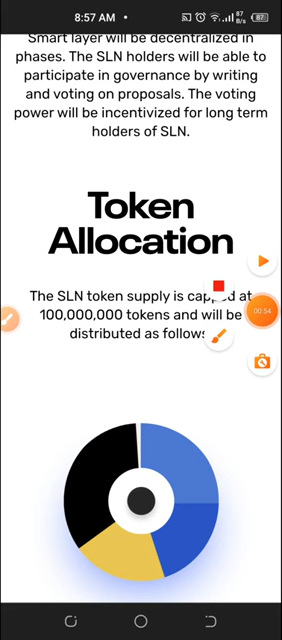 8:57 AM
87 B/s
87
Smart layer will be decentralized in
phases. The SLN holders will be able to
participate in governance by writing
and voting on proposals. The voting
power will be incentivized for long term
holders of SLN.
Token
Allocation
The SLN token supply is capped at
100,000,000 tokens and will be
distributed as follows
00:54